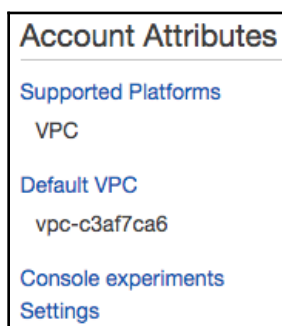 Account Attributes
Supported Platforms
VPC
Default VPC
vpc-c3af7ca6
Console experiments
Settings